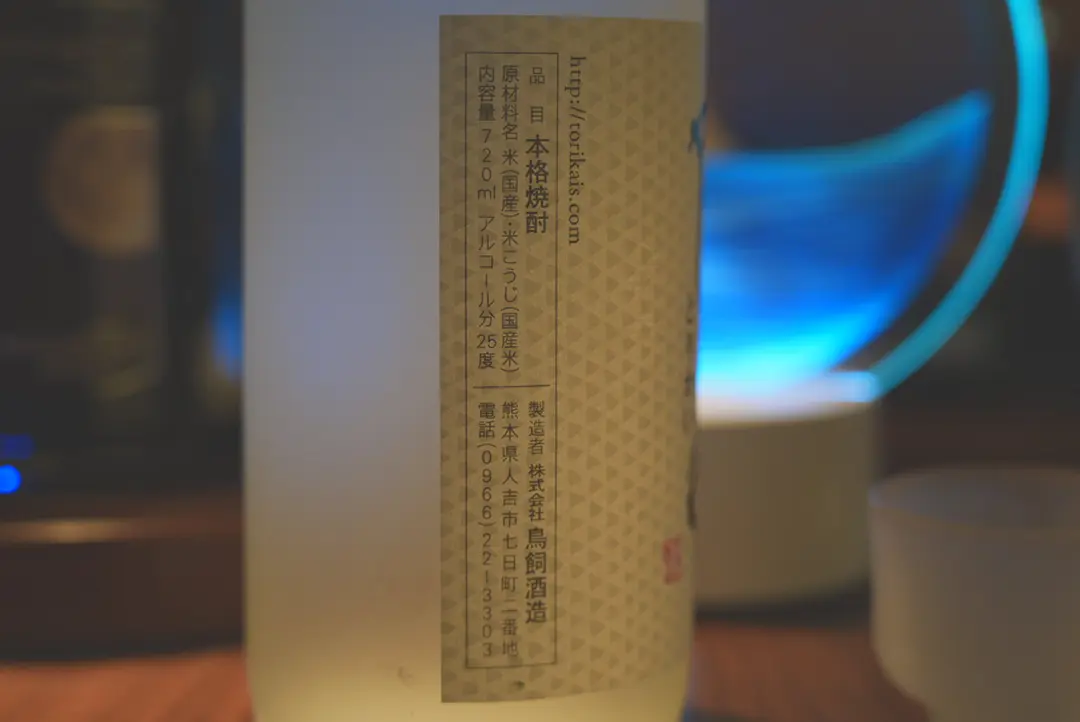 http://torikais.com
品目 本格焼酎
原材料名 米(国産)・米こうじ(国産米)
内容量 720ml アルコール分 25度
製造者 株式会社 鳥飼酒造
熊本県人吉市七日町二番地
電話(0966)22-3303